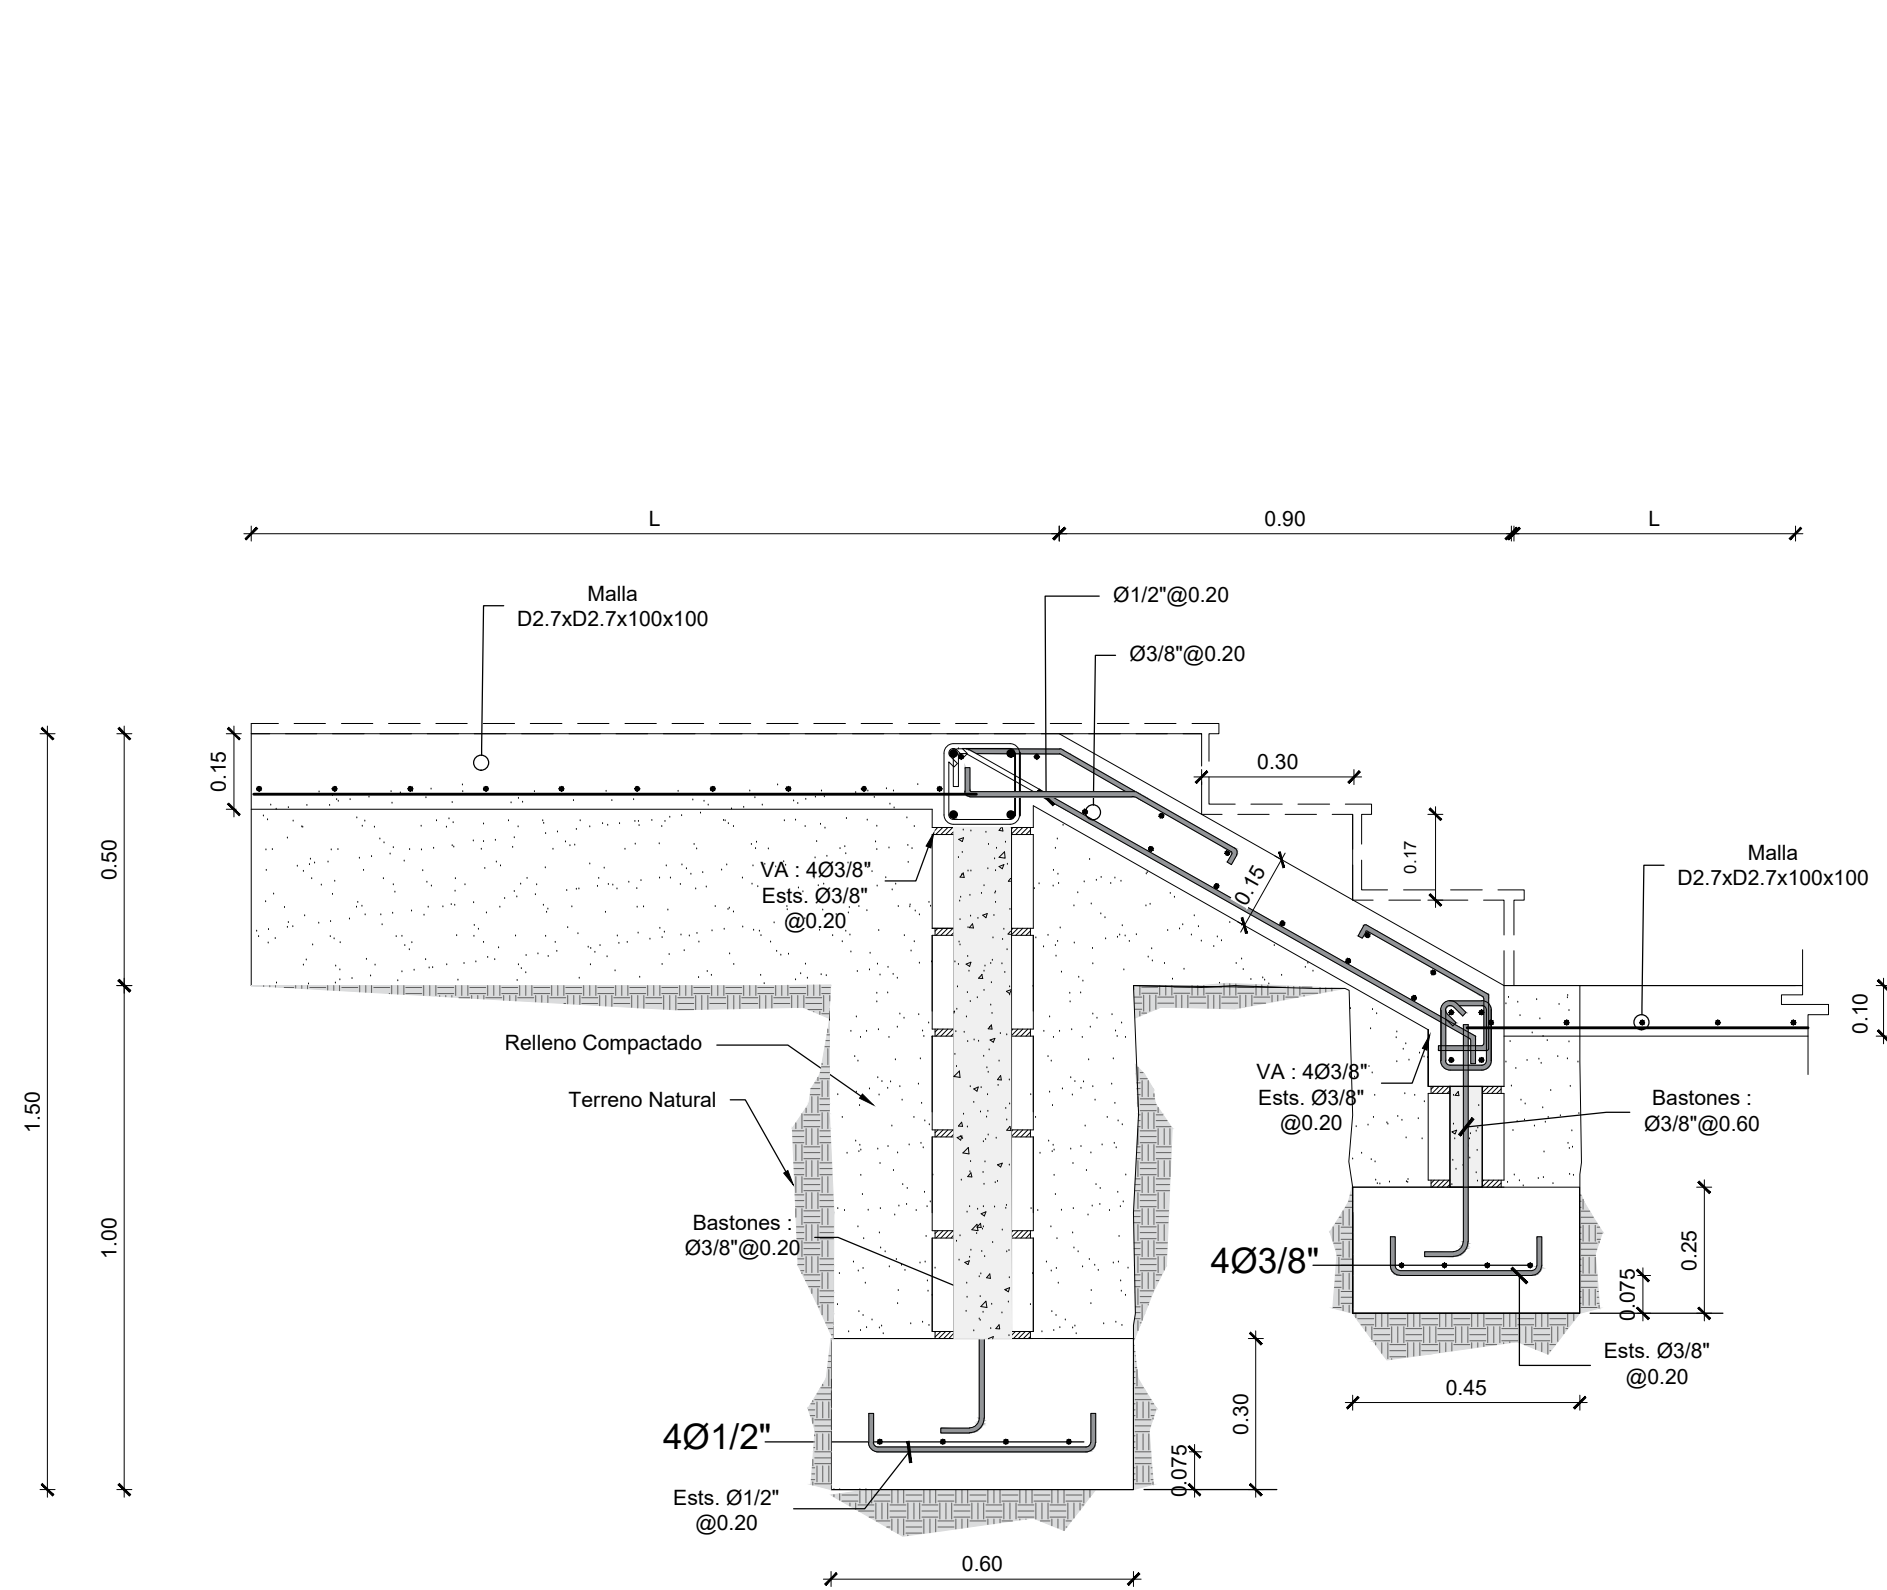 L
0.90
L
Malla
D2.7xD2.7x100x100
Ø1/2"@0.20
Ø3/8"@0.20
0.15
0.30
0.50
0.17
Malla
D2.7xD2.7x100x100
VA : 4Ø3/8"
Ests. Ø3/8"
@0.20
0.15
0.10
Relleno Compactado
Terreno Natural
VA : 4Ø3/8"
Ests. Ø3/8"
@0.20
Bastones :
Ø3/8"@0.60
1.50
1.00
Bastones :
Ø3/8"@0.20
4Ø3/8"
0.25
0.075
Ests. Ø3/8"
@0.20
0.45
4Ø1/2"
0.30
0.075
Ests. Ø1/2"
@0.20
0.60